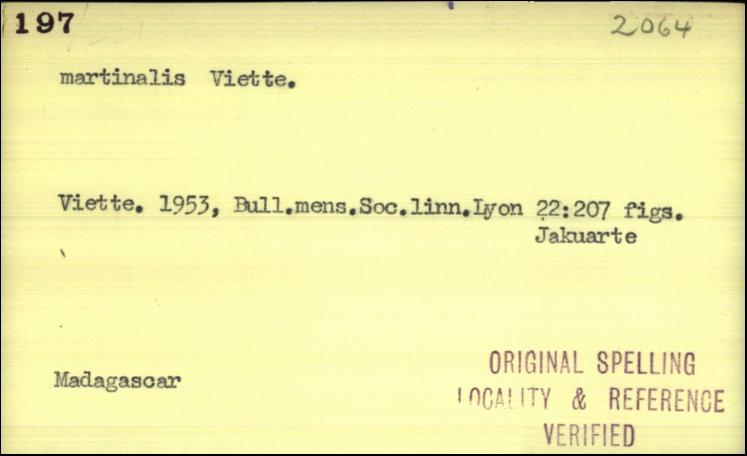 197 2064
martinalis Viette.
Viette. 1953, Bull.mens.Soc.linn.Lyon 22:207 figs.
Jakuarte
Madagascar
ORIGINAL SPELLING
LOCALITY & REFERENCE
VERIFIED